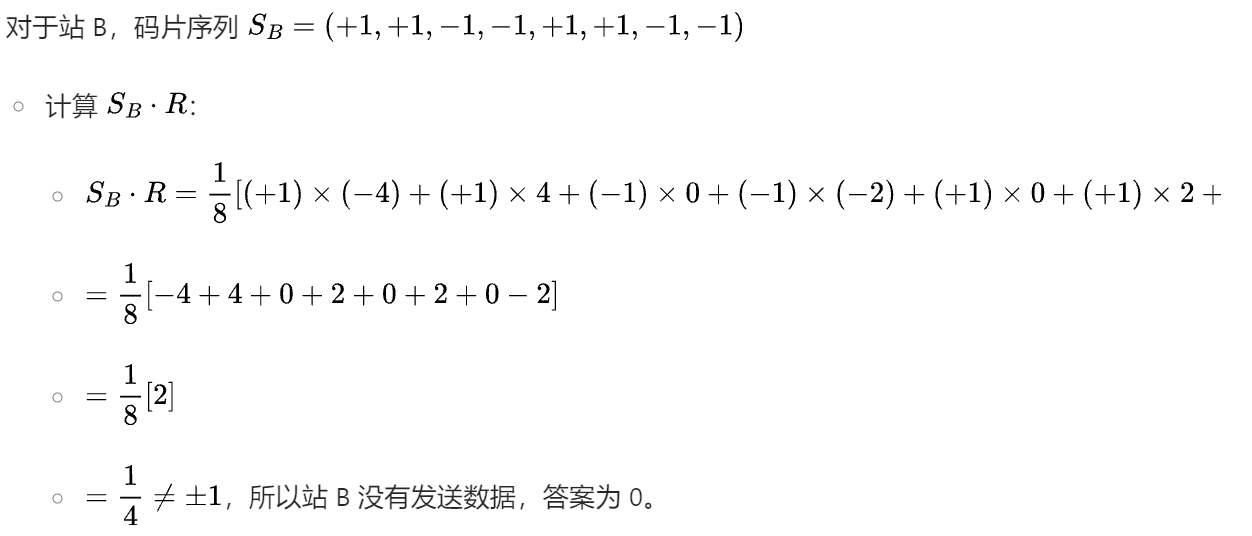 对于站 B，码片序列 $S_B = (+1, +1, -1, -1, +1, +1, -1, -1)$
计算 $S_B \cdot R$:
$S_B \cdot R = \frac{1}{8}[(+1) \times (-4) + (+1) \times 4 + (-1) \times 0 + (-1) \times (-2) + (+1) \times 0 + (+1) \times 2 +$
$= \frac{1}{8}[-4 + 4 + 0 + 2 + 0 + 2 + 0 - 2]$
$= \frac{1}{8}[2]$
$= \frac{1}{4} \neq \pm 1$，所以站 B 没有发送数据，答案为 0。